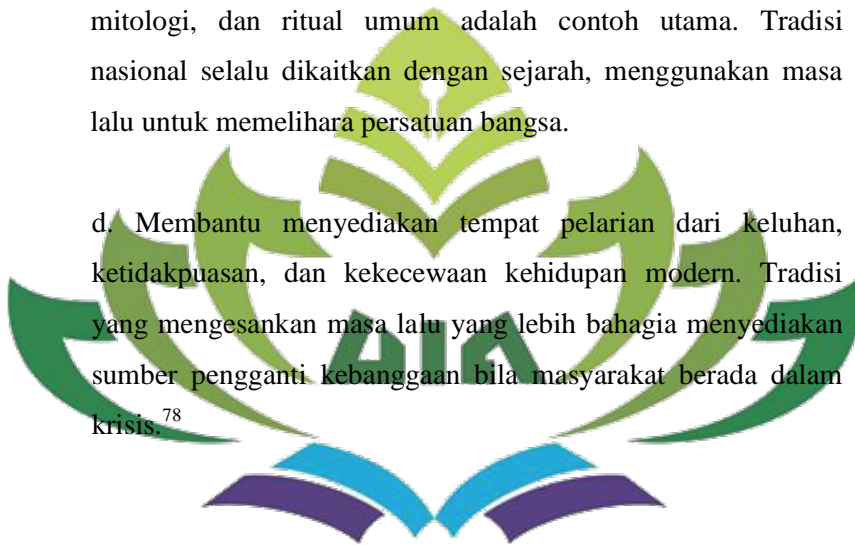 mitologi, dan ritual umum adalah contoh utama. Tradisi
nasional selalu dikaitkan dengan sejarah, menggunakan masa
lalu untuk memelihara persatuan bangsa.
d. Membantu menyediakan tempat pelarian dari keluhan,
ketidakpuasan, dan kekecewaan kehidupan modern. Tradisi
yang mengesankan masa lalu yang lebih bahagia menyediakan
sumber pengganti kebanggaan bila masyarakat berada dalam
krisis.78